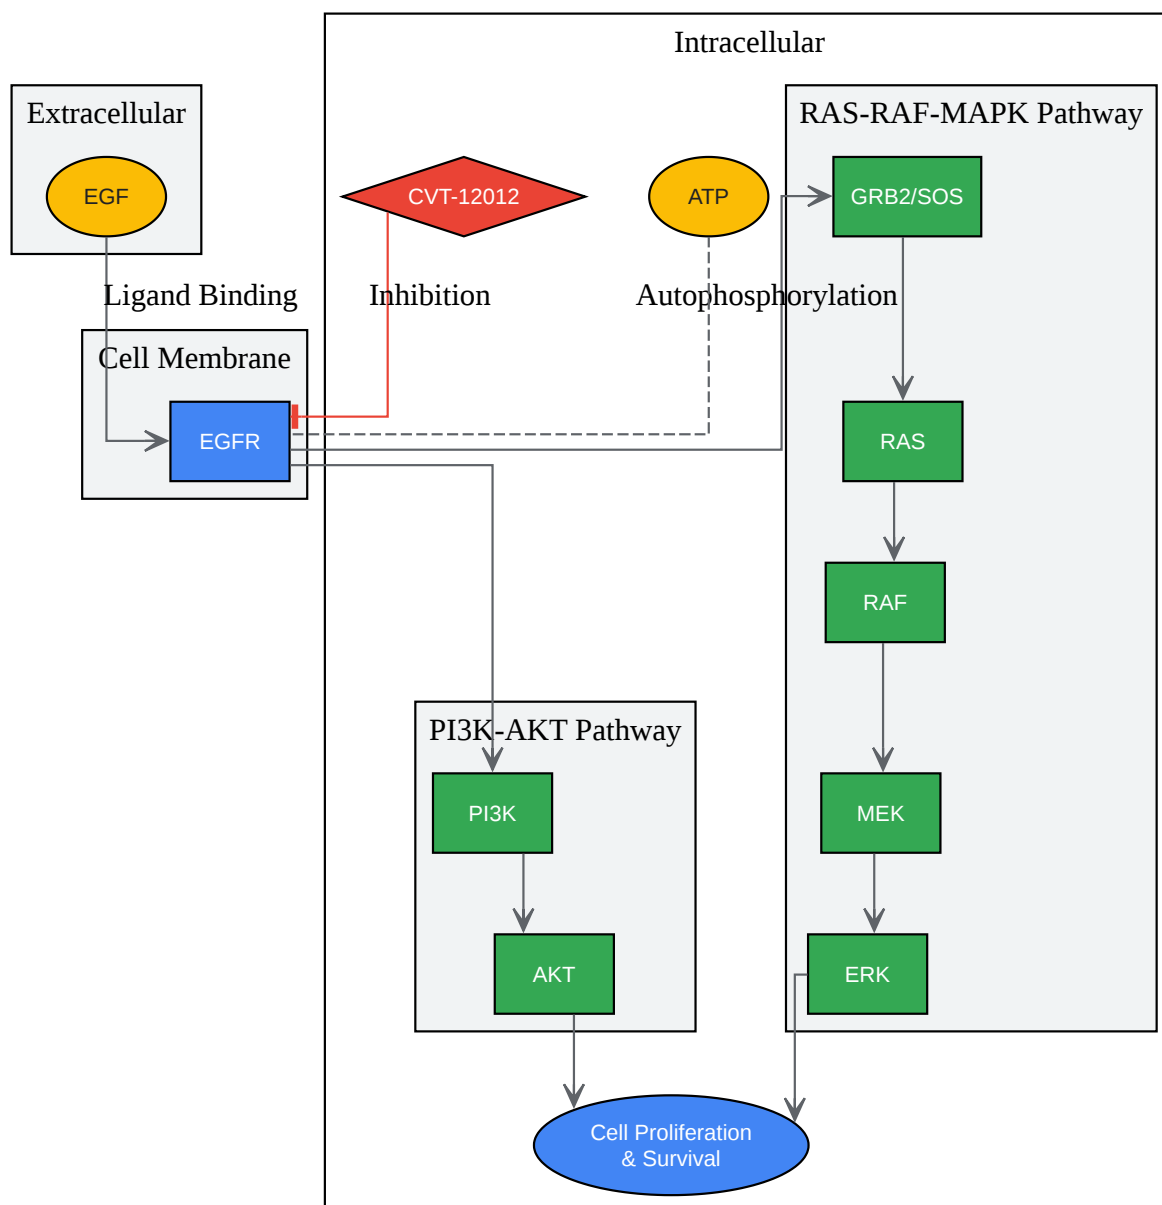 Intracellular
Extracellular
RAS-RAF-MAPK Pathway
EGF
CVT-12012
ATP
GRB2/SOS
Ligand Binding
Inhibition
Autophosphorylation
Cell Membrane
EGFR
RAS
RAF
PI3K-AKT Pathway
PI3K
MEK
AKT
ERK
Cell Proliferation
& Survival